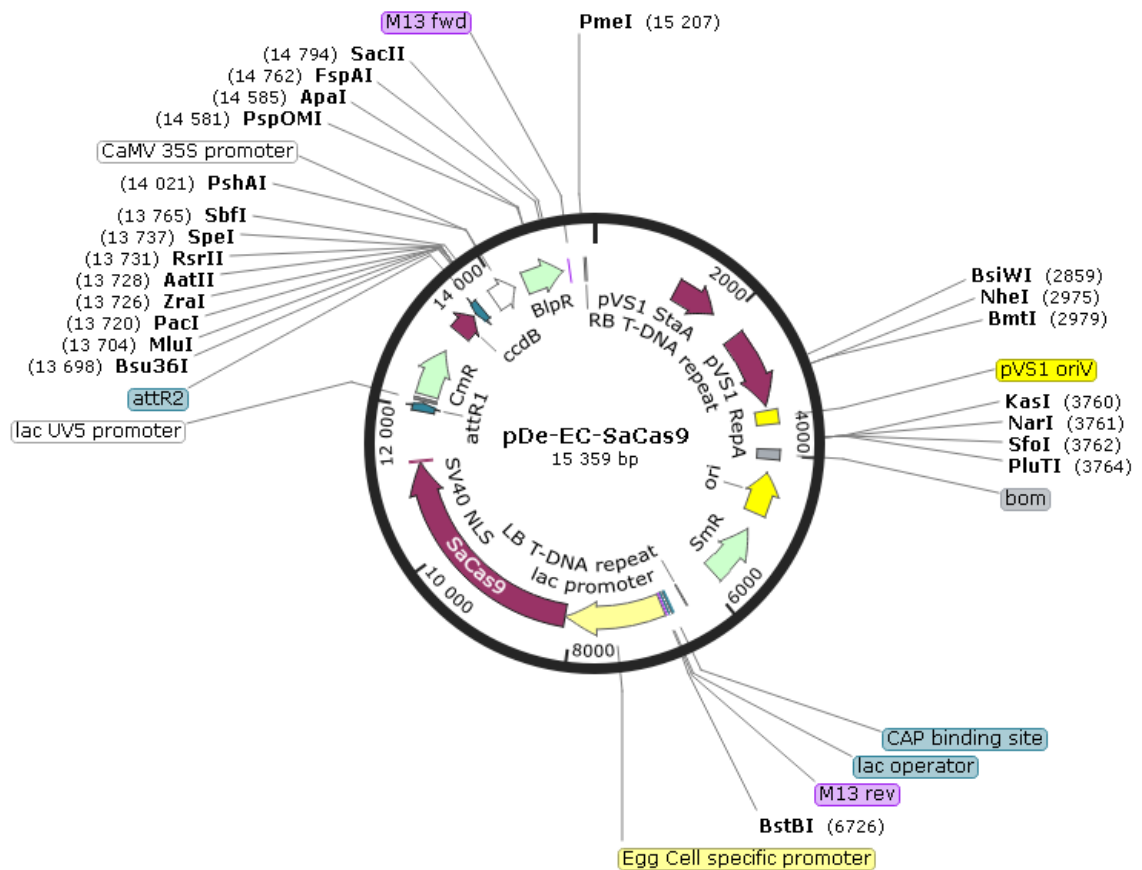 M13 fwd
PmeI (15 207)
(14 794) SacII
(14 762) FspAI
(14 585) ApaI
(14 581) PspOMI
CaMV 35S promoter
(14 021) PshAI
(13 765) SbfI
(13 737) SpeI
(13 731) RsrII
(13 728) AatII
(13 726) ZraI
(13 720) PacI
(13 704) MluI
(13 698) Bsu36I
attR2
lac UV5 promoter
BsiWI (2859)
NheI (2975)
BmtI (2979)
pVS1 oriV
KasI (3760)
NarI (3761)
SfoI (3762)
PluTI (3764)
bom
2000
4000
6000
8000
10 000
12 000
14 000
BlpR
ccdB
CmR
attR1
pVS1 StaA
RB T-DNA repeat
pVS1 RepA
pDe-EC-SaCas9
15 359 bp
ori
SmR
SV40 NLS
SaCas9
LB T-DNA repeat
lac promoter
CAP binding site
lac operator
M13 rev
BstBI (6726)
Egg Cell specific promoter